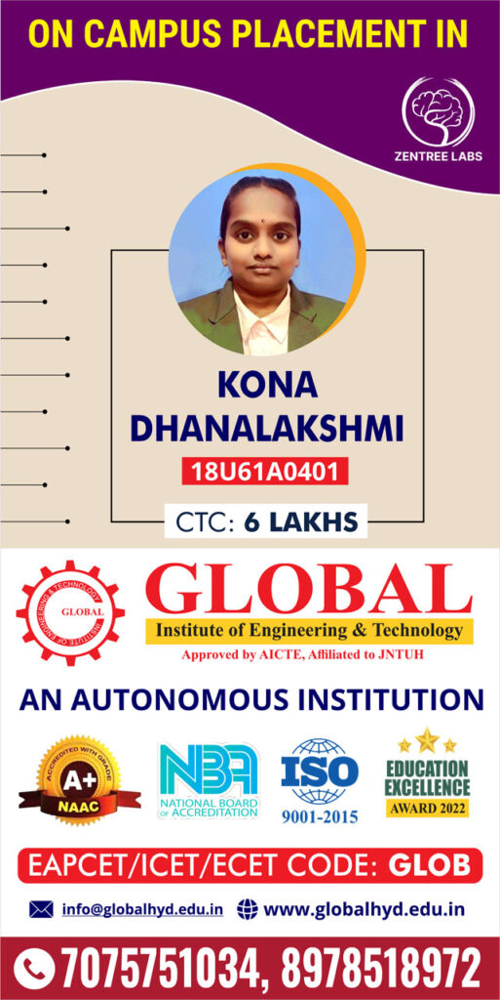 ON CAMPUS PLACEMENT IN
ZENTREE LABS
KONA
DHANALAKSHMI
18U61A0401
CTC: 6 LAKHS
GLOBAL
INSTITUTE OF ENGINEERING & TECHNOLOGY
GLOBAL
Institute of Engineering & Technology
Approved by AICTE, Affiliated to JNTUH
AN AUTONOMOUS INSTITUTION
ACCREDITED WITH GRADE
A+
NAAC
NBA
NATIONAL BOARD
OF ACCREDITATION
ISO
9001-2015
EDUCATION
EXCELLENCE
AWARD 2022
EAPCET/ICET/ECET CODE: GLOB
info@globalhyd.edu.in www.globalhyd.edu.in
7075751034, 8978518972